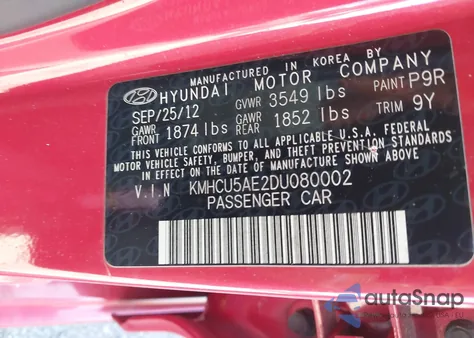 MANUFACTURED IN KOREA BY
HYUNDAI MOTOR COMPANY
SEP/25/12 GVWR 3549 lbs PAINT P9R
GAWR FRONT 1874 lbs GAWR REAR 1852 lbs TRIM 9Y
THIS VEHICLE CONFORMS TO ALL APPLICABLE U.S.A. FEDERAL
MOTOR VEHICLE SAFETY, BUMPER, AND THEFT PREVENTION STANDARDS
IN EFFECT ON THE DATE OF MANUFACTURE SHOWN ABOVE.
V.I.N KMHCU5AE2DU080002
PASSENGER CAR
autoSnap